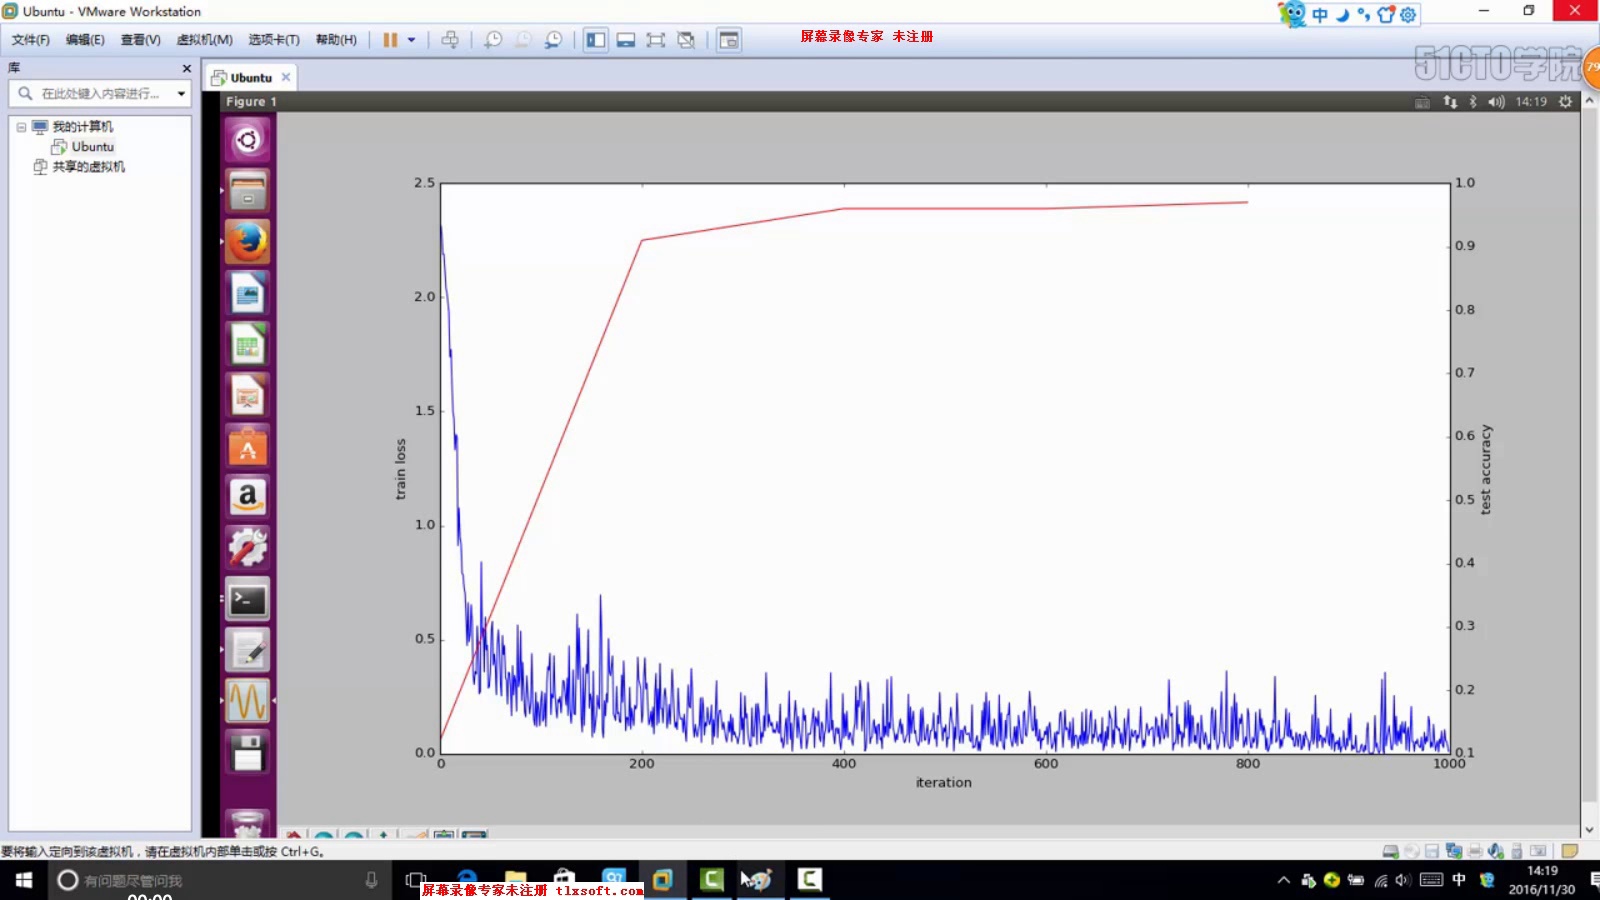 Ubuntu - VMware Workstation
中
文件(F) 编辑(E) 查看(V) 虚拟机(M) 选项卡(T) 帮助(H)
屏幕录像专家 未注册
51CTO学院
79
库
Ubuntu
在此处键入内容进行...
Figure 1
14:19
我的计算机
Ubuntu
共享的虚拟机
2.5
2.0
1.5
1.0
0.5
0.0
train loss
1.0
0.9
0.8
0.7
0.6
0.5
0.4
0.3
0.2
0.1
test accuracy
0 200 400 600 800 1000
iteration
要将输入定向到该虚拟机，请在虚拟机内部单击或按 Ctrl+G。
有问题尽管问我
屏幕录像专家未注册 tlxsoft.com
中
14:19
2016/11/30
00:00